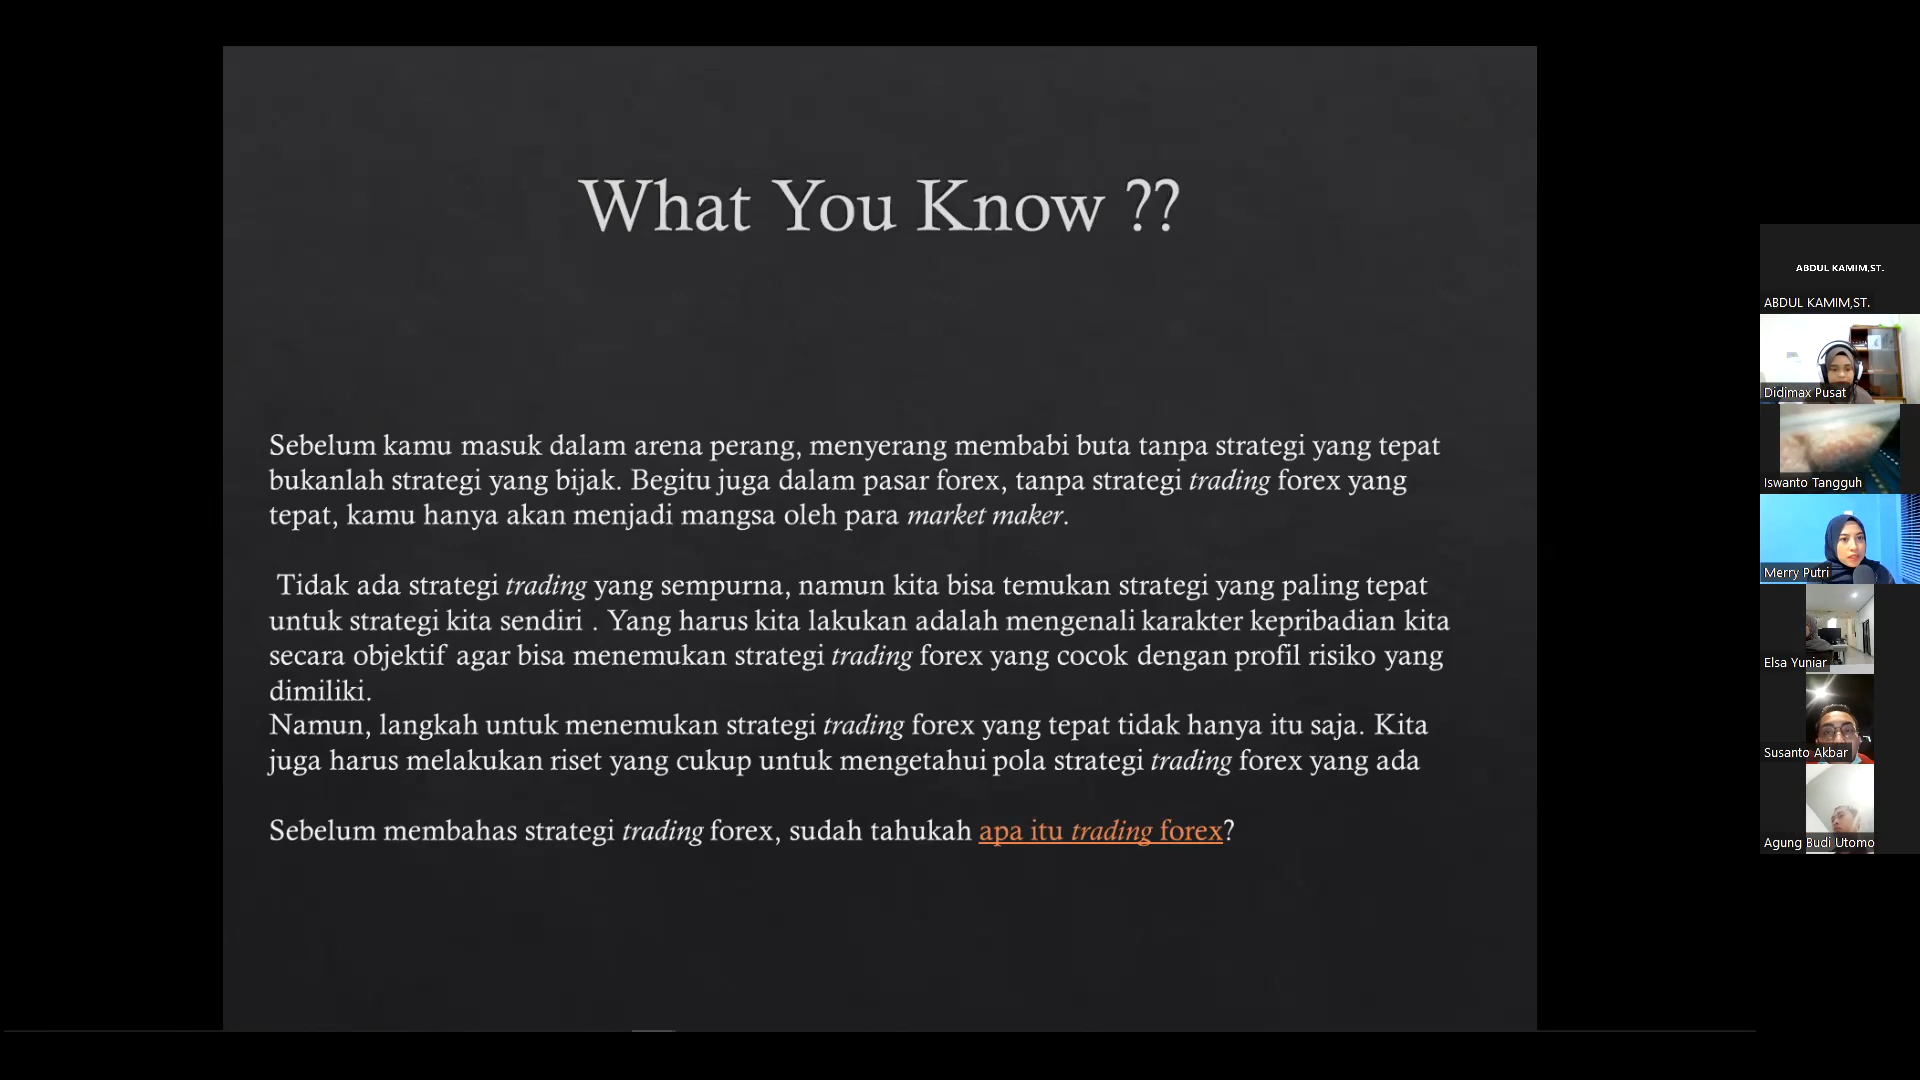 What You Know ??
Sebelum kamu masuk dalam arena perang, menyerang membabi buta tanpa strategi yang tepat
bukanlah strategi yang bijak. Begitu juga dalam pasar forex, tanpa strategi trading forex yang
tepat, kamu hanya akan menjadi mangsa oleh para market maker.
Tidak ada strategi trading yang sempurna, namun kita bisa temukan strategi yang paling tepat
untuk strategi kita sendiri . Yang harus kita lakukan adalah mengenali karakter kepribadian kita
secara objektif agar bisa menemukan strategi trading forex yang cocok dengan profil risiko yang
dimiliki.
Namun, langkah untuk menemukan strategi trading forex yang tepat tidak hanya itu saja. Kita
juga harus melakukan riset yang cukup untuk mengetahui pola strategi trading forex yang ada
Sebelum membahas strategi trading forex, sudah tahukah apa itu trading forex?
ABDUL KAMIM,ST.
ABDUL KAMIM,ST.
Didimax Pusat
Iswanto Tangguh
Merry Putri
Elsa Yuniar
Susanto Akbar
Agung Budi Utomo